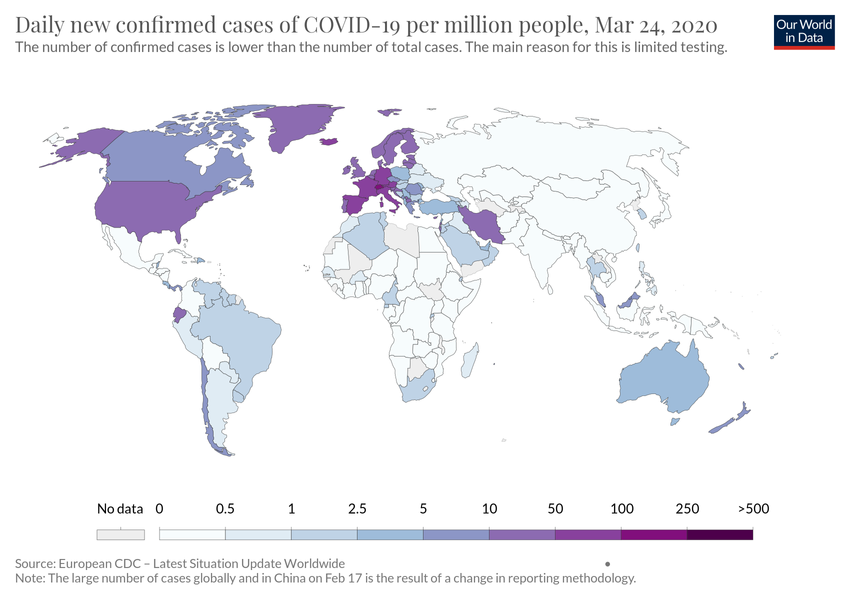 Daily new confirmed cases of COVID-19 per million people, Mar 24, 2020
The number of confirmed cases is lower than the number of total cases. The main reason for this is limited testing.
Our World
in Data
No data 0 0.5 1 2.5 5 10 50 100 250 >500
Source: European CDC – Latest Situation Update Worldwide
Note: The large number of cases globally and in China on Feb 17 is the result of a change in reporting methodology.